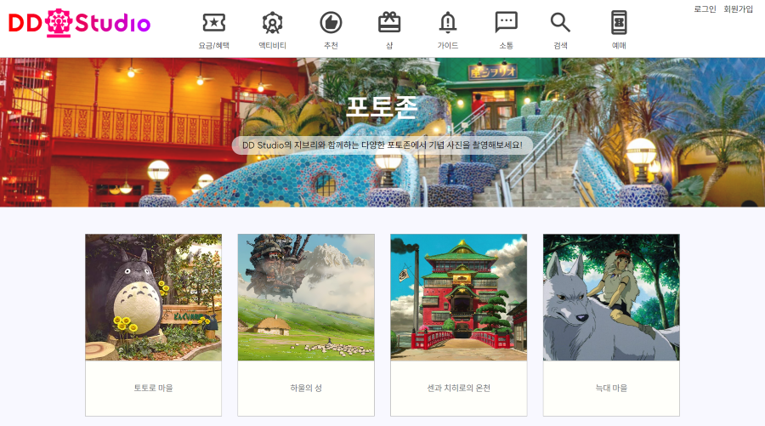 DD Studio
로그인 회원가입
요금/혜택 액티비티 추천 샵 가이드 소통 검색 예매
포토존
DD Studio의 지브리와 함께하는 다양한 포토존에서 기념 사진을 촬영해보세요!
토토로 마을 하울의 성 센과 치히로의 온천 늑대 마을